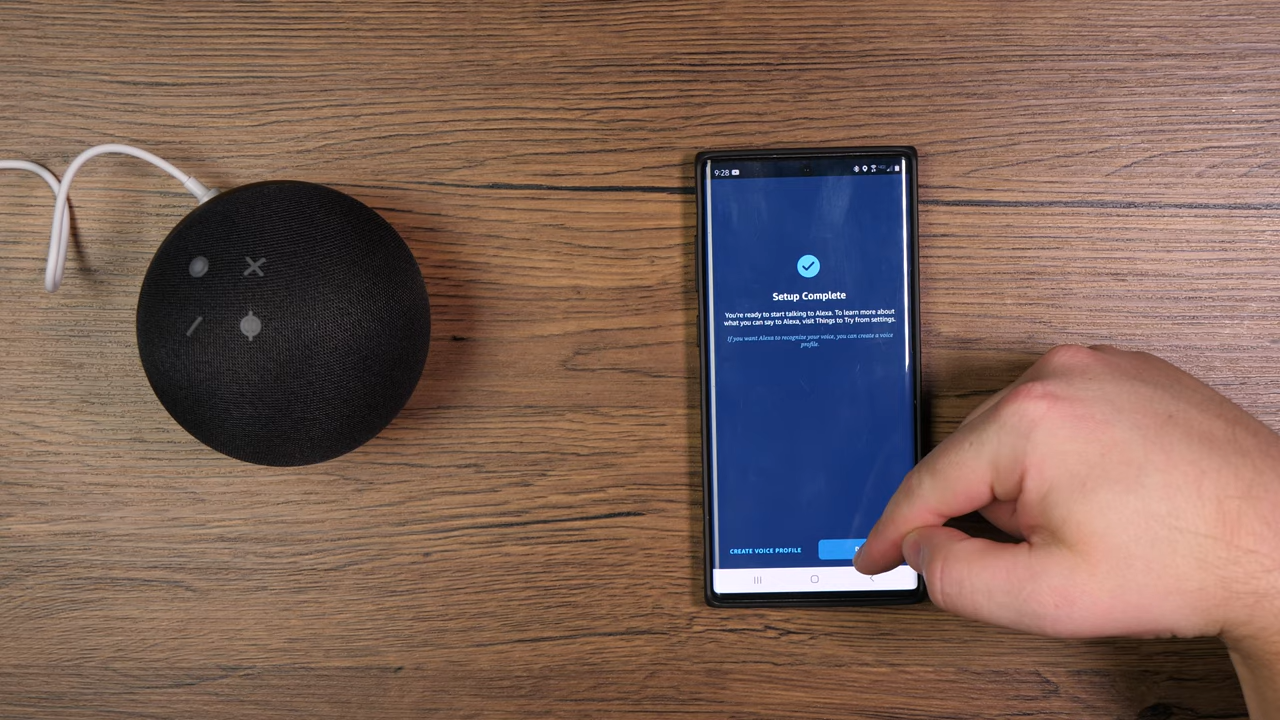 9:28
Setup Complete
You're ready to start talking to Alexa. To learn more about
what you can say to Alexa, visit Things to Try from settings.
If you want Alexa to recognize your voice, you can create a voice
profile.
CREATE VOICE PROFILE